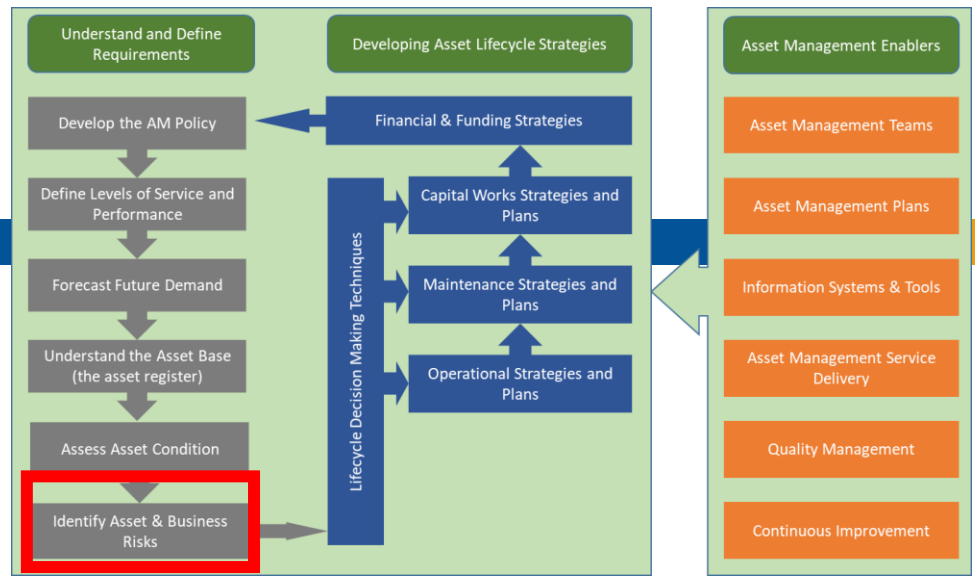 Understand and Define
Requirements
Develop the AM Policy
Define Levels of Service and
Performance
Forecast Future Demand
Understand the Asset Base
(the asset register)
Assess Asset Condition
Identify Asset & Business
Risks
Developing Asset Lifecycle Strategies
Financial & Funding Strategies
Lifecycle Decision Making Techniques
Capital Works Strategies and
Plans
Maintenance Strategies and
Plans
Operational Strategies and
Plans
Asset Management Enablers
Asset Management Teams
Asset Management Plans
Information Systems & Tools
Asset Management Service
Delivery
Quality Management
Continuous Improvement